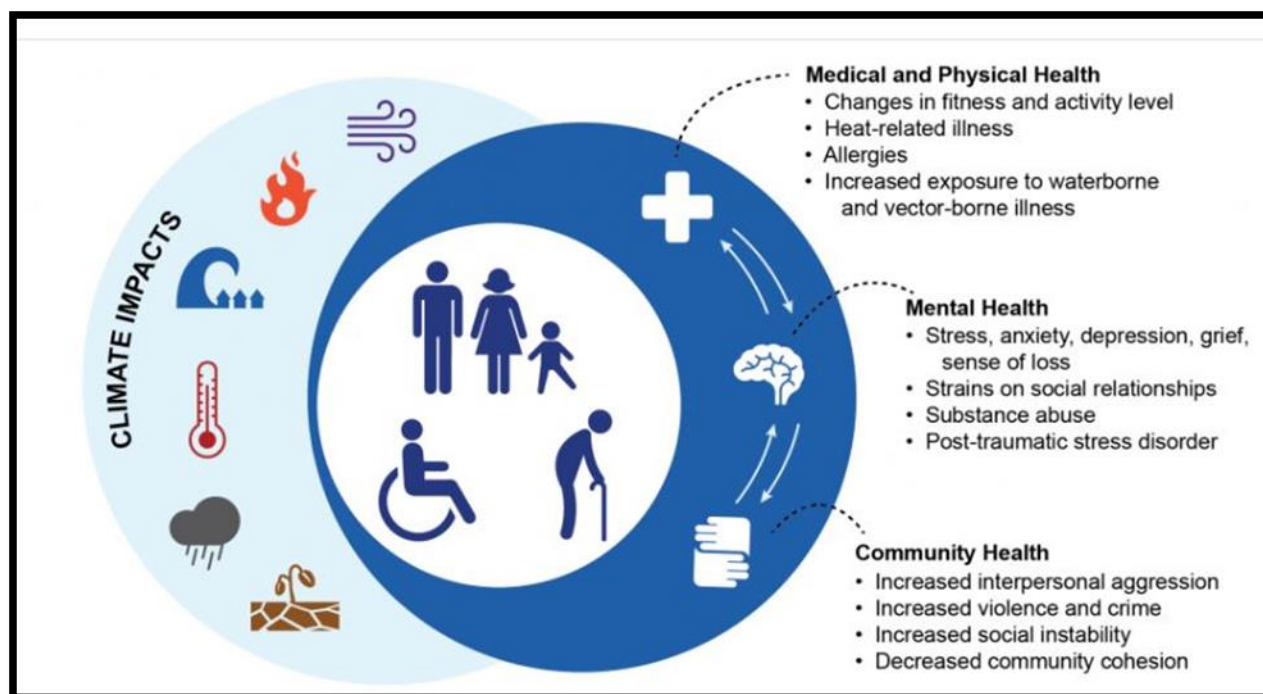 CLIMATE IMPACTS
Medical and Physical Health
• Changes in fitness and activity level
• Heat-related illness
• Allergies
• Increased exposure to waterborne
and vector-borne illness
Mental Health
• Stress, anxiety, depression, grief,
sense of loss
• Strains on social relationships
• Substance abuse
• Post-traumatic stress disorder
Community Health
• Increased interpersonal aggression
• Increased violence and crime
• Increased social instability
• Decreased community cohesion